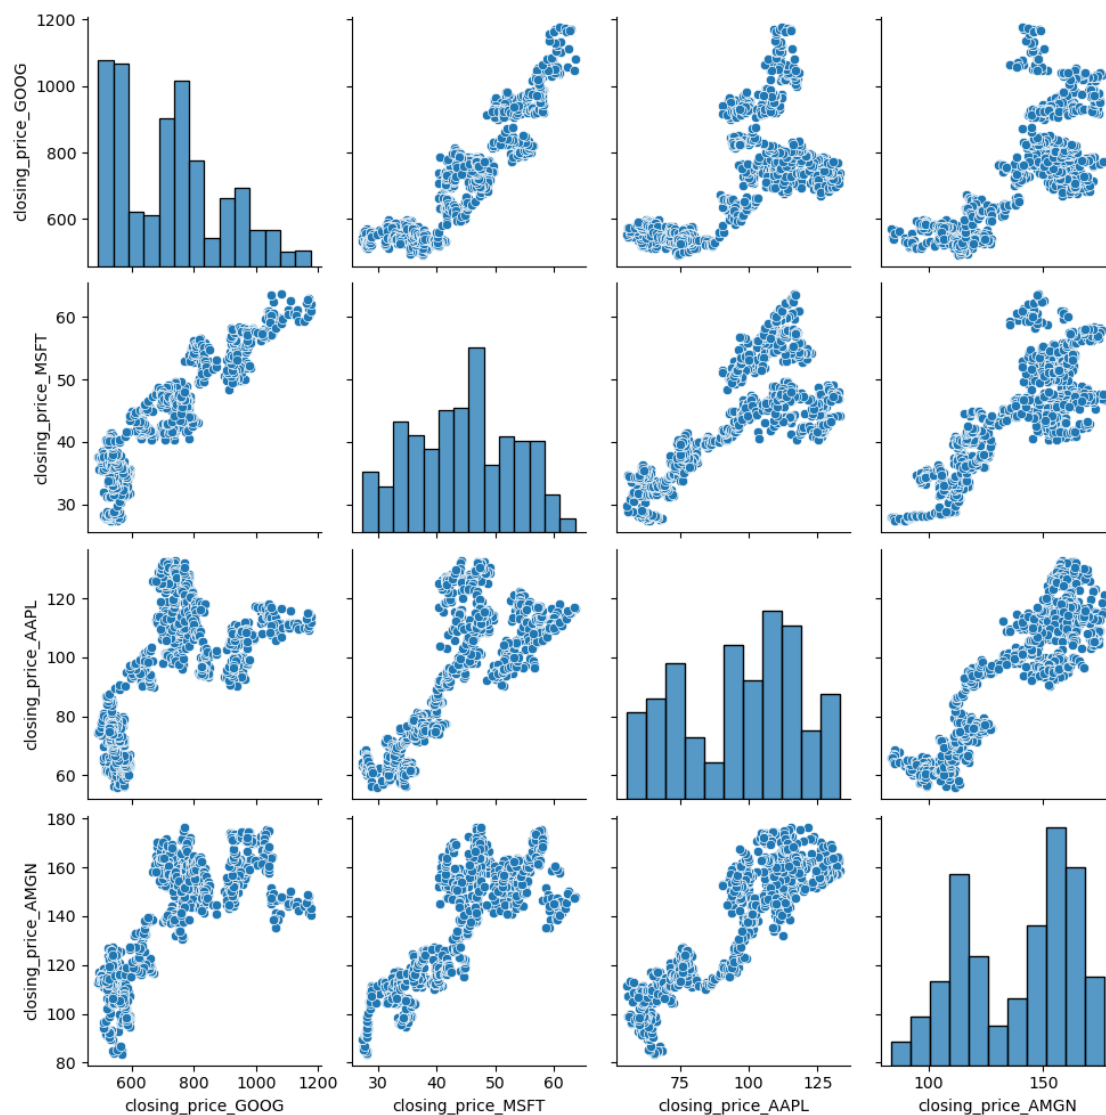 1200
1000
800
600
closing_price_GOOG
60
50
40
30
closing_price_MSFT
120
100
80
60
closing_price_AAPL
180
160
140
120
100
80
closing_price_AMGN
600 800 1000 1200
30 40 50 60
75 100 125
100 150
closing_price_GOOG
closing_price_MSFT
closing_price_AAPL
closing_price_AMGN